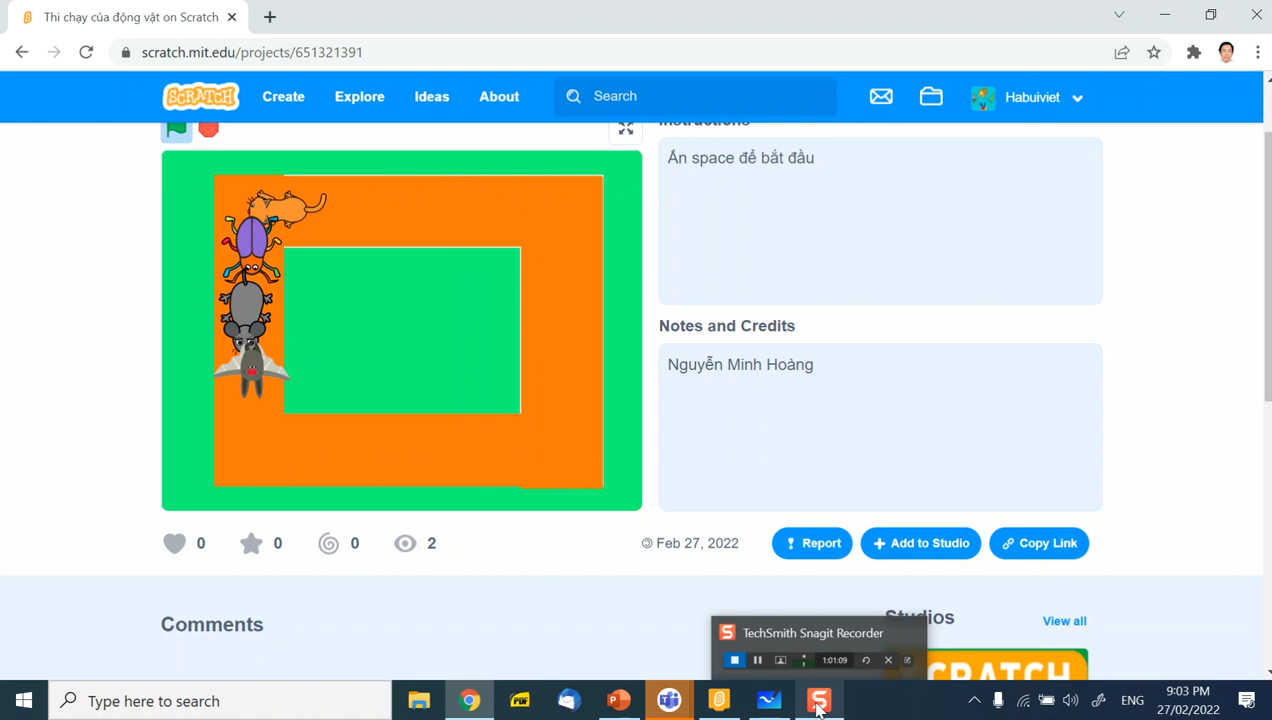 Thi chạy của động vật on Scratch
scratch.mit.edu/projects/651321391
SCRATCH
Create
Explore
Ideas
About
Search
Habuiviet
Instructions
Ấn space để bắt đầu
Notes and Credits
Nguyễn Minh Hoàng
0
0
0
2
Feb 27, 2022
Report
Add to Studio
Copy Link
Comments
Studios
View all
TechSmith Snagit Recorder
1:01:09
SCRATCH
Type here to search
PDF
ENG
9:03 PM
27/02/2022